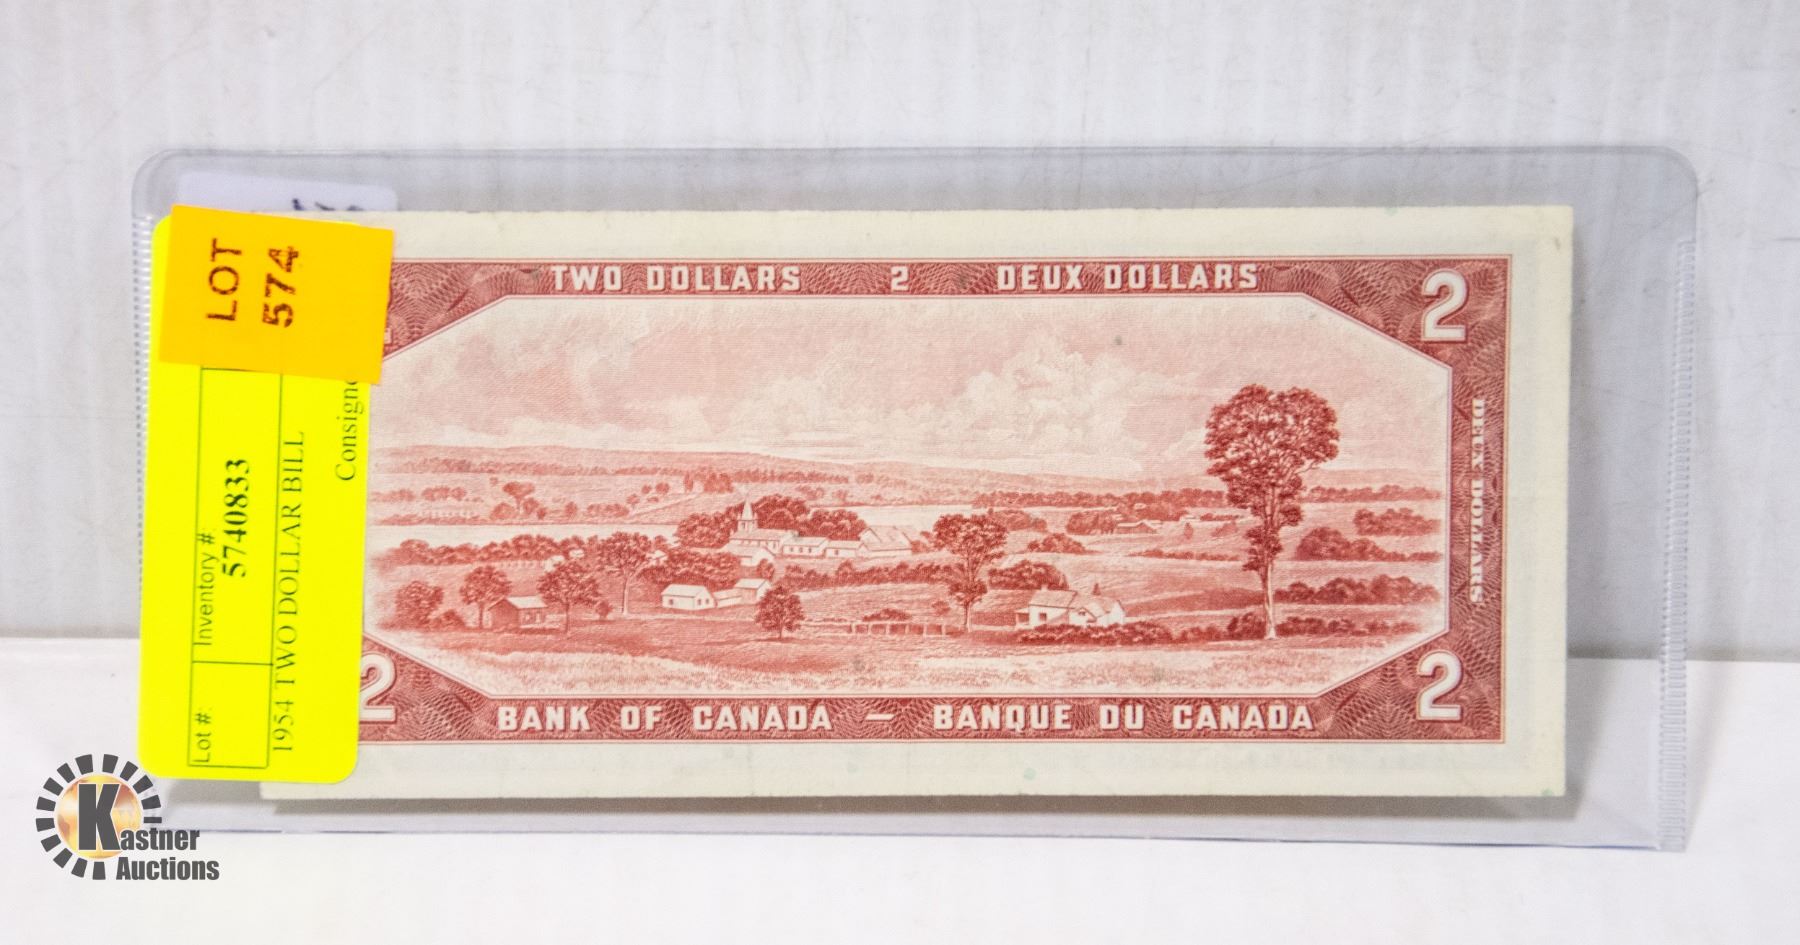 LOT
574
Lot #:
Inventory #:
5740833
1954 TWO DOLLAR BILL
TWO DOLLARS 2 DEUX DOLLARS
2
DEUX DOLLARS
2
2
BANK OF CANADA – BANQUE DU CANADA
Kastner
Auctions